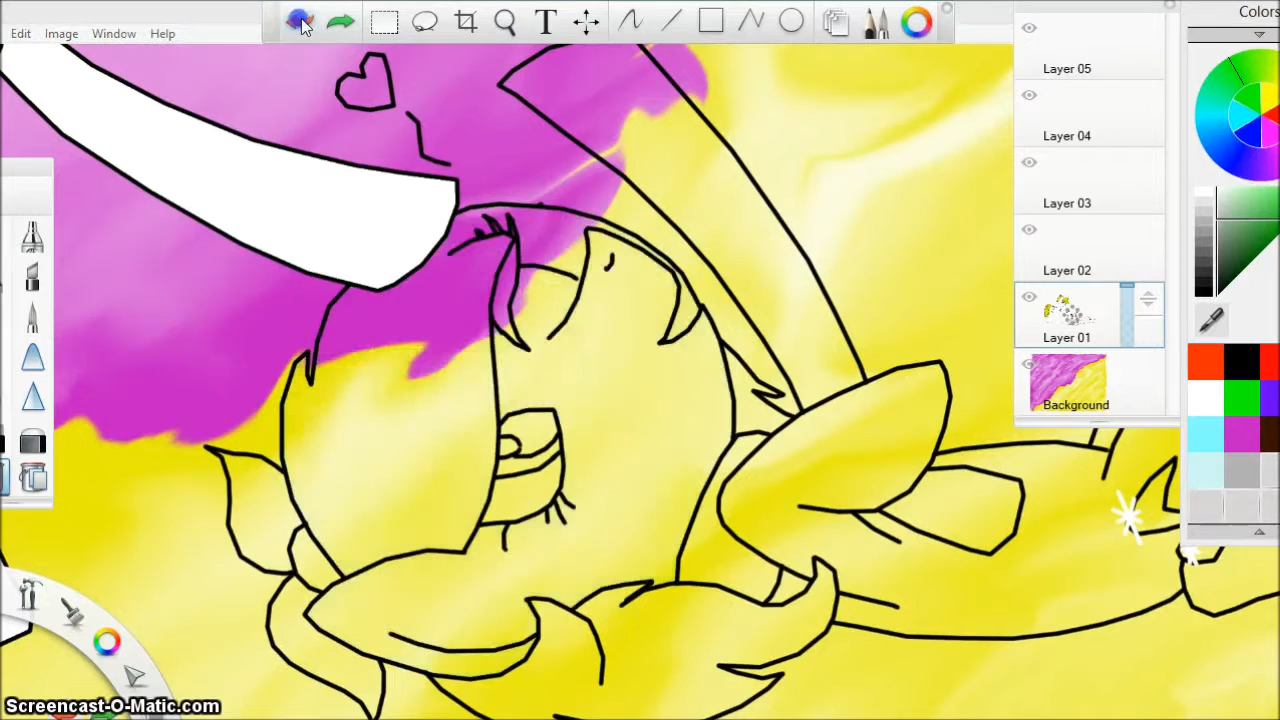 Edit Image Window Help
T
Colors
Layer 05
Layer 04
Layer 03
Layer 02
Layer 01
Background
Screencast-O-Matic.com